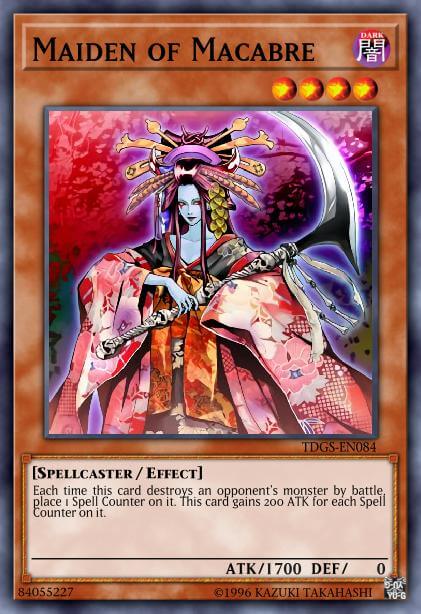 MAIDEN OF MACABRE
DARK
闇
TDGS-EN084
[SPELLCASTER / EFFECT]
Each time this card destroys an opponent's monster by battle,
place 1 Spell Counter on it. This card gains 200 ATK for each Spell
Counter on it.
ATK/1700 DEF/ 0
84055227
©1996 KAZUKI TAKAHASHI